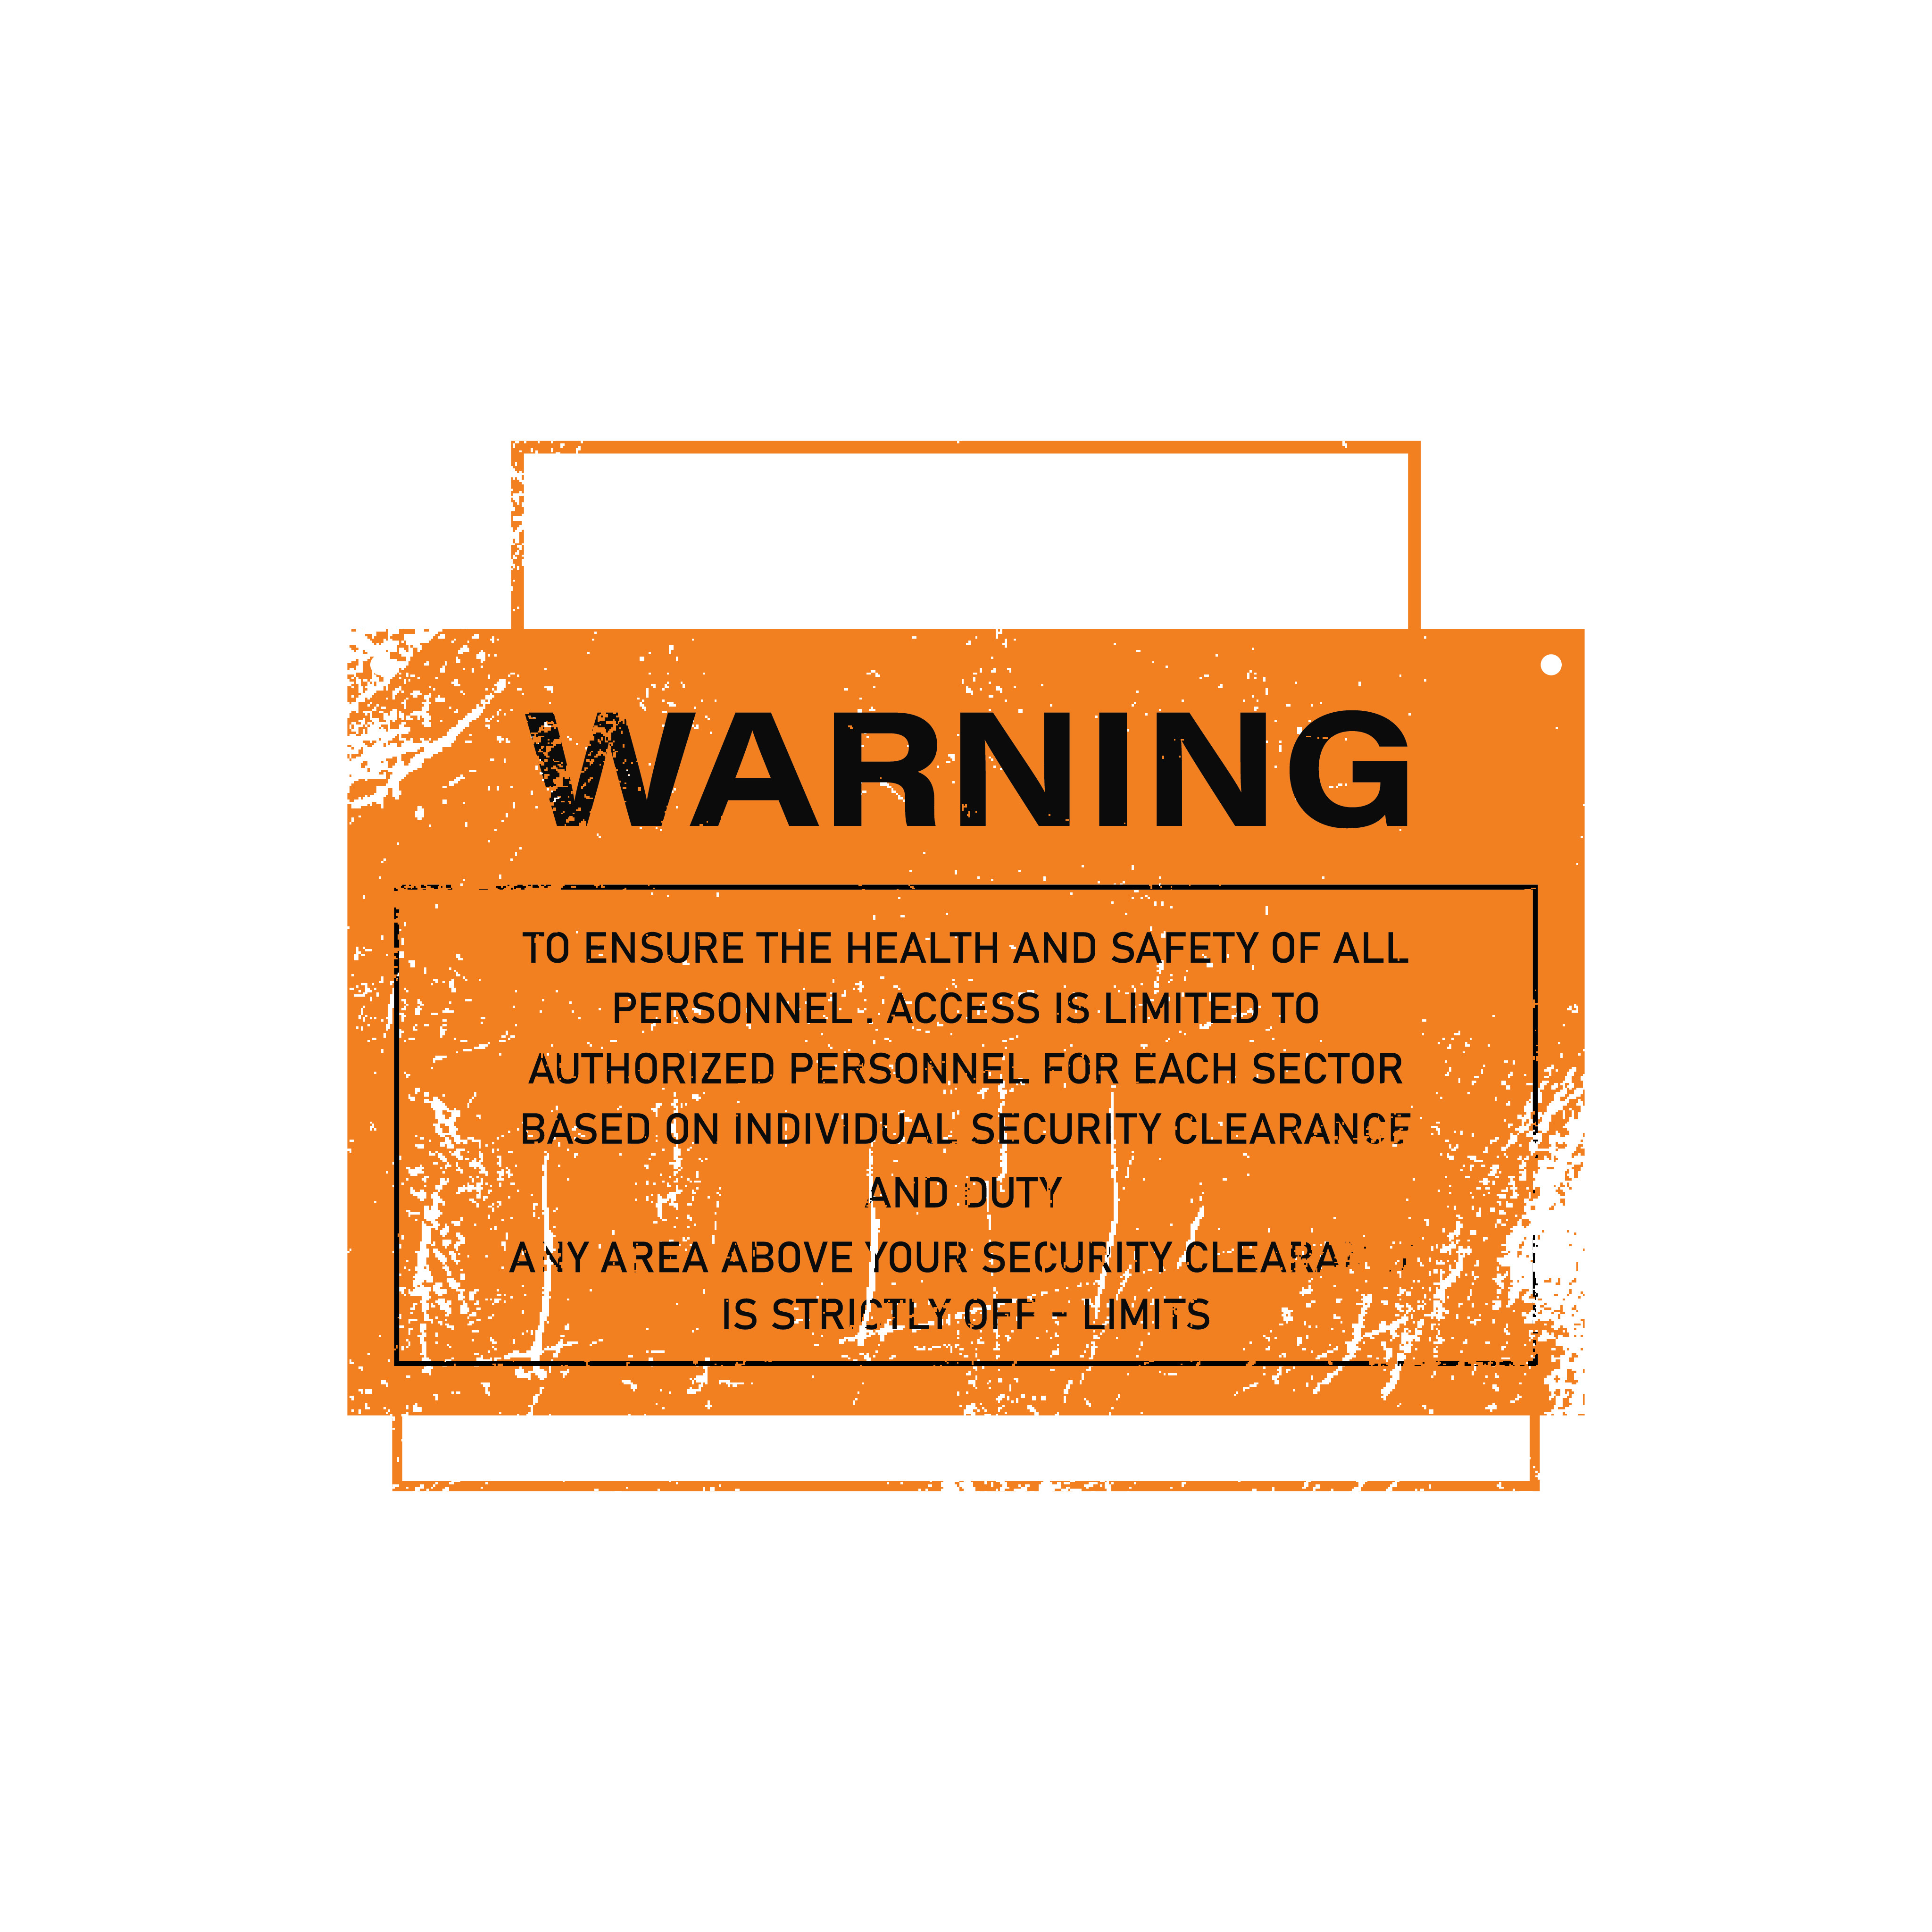 WARNING
TO ENSURE THE HEALTH AND SAFETY OF ALL
PERSONNEL . ACCESS IS LIMITED TO
AUTHORIZED PERSONNEL FOR EACH SECTOR
BASED ON INDIVIDUAL SECURITY CLEARANCE
AND DUTY
ANY AREA ABOVE YOUR SECURITY
IS STRICTLY OFF - LIMITS